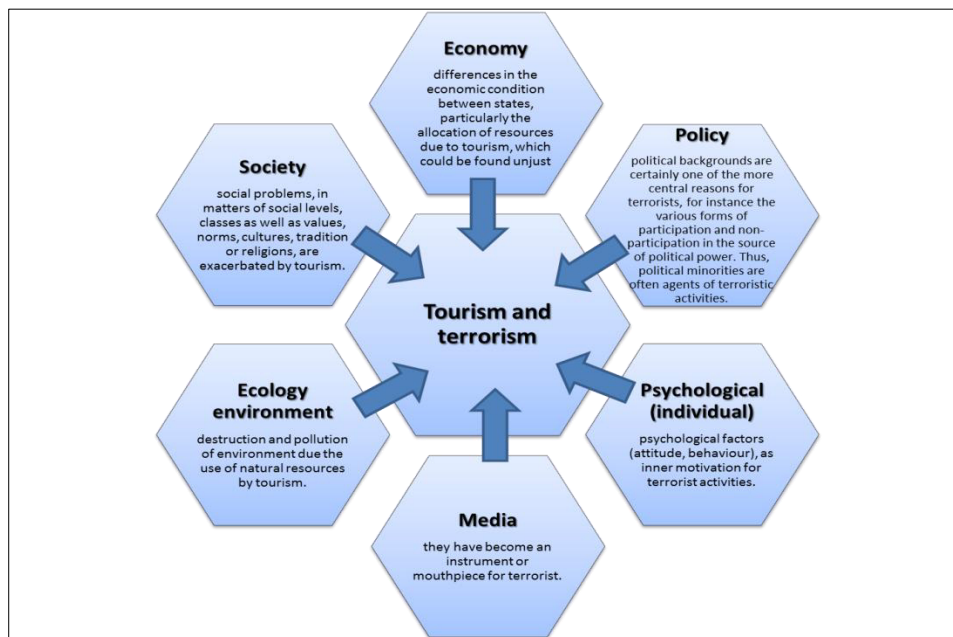 Economy
differences in the
economic condition
between states,
particularly the
allocation of resources
due to tourism, which
could be found unjust
Society
social problems, in
matters of social levels,
classes as well as values,
norms, cultures, tradition
or religions, are
exacerbated by tourism.
Policy
political backgrounds are
certainly one of the more
central reasons for
terrorists, for instance
the various forms of
participation and non-
participation in the source
of political power. Thus,
political minorities are
often agents of terroristic
activities.
Tourism and
terrorism
Ecology
environment
destruction and pollution
of environment due the
use of natural resources
by tourism.
Psychological
(individual)
psychological factors
(attitude, behaviour), as
inner motivation for
terrorist activities.
Media
they have become an
instrument or
mouthpiece for terrorist.